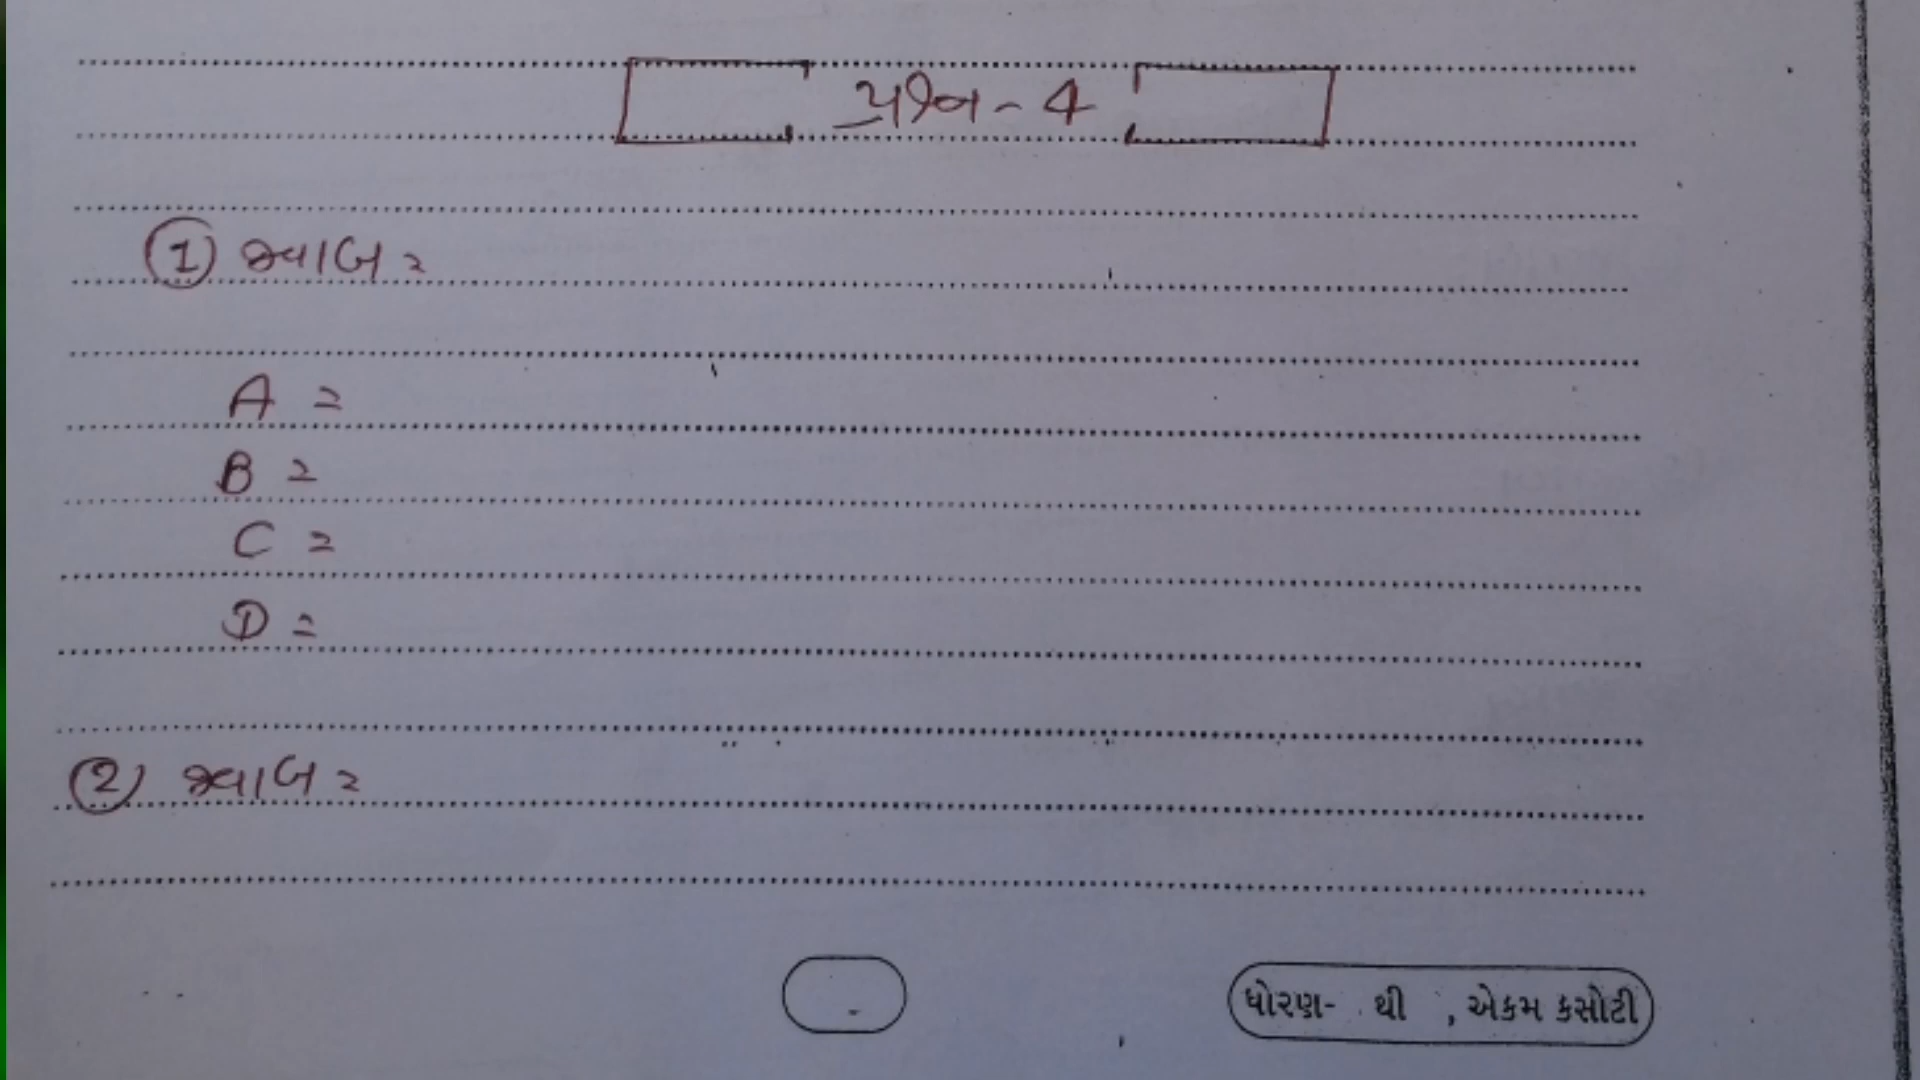 પ્રશ્ન - 4
1 જવાબ =
A =
B =
C =
D =
2 જવાબ =
ધોરણ- થી , એકમ કસોટી